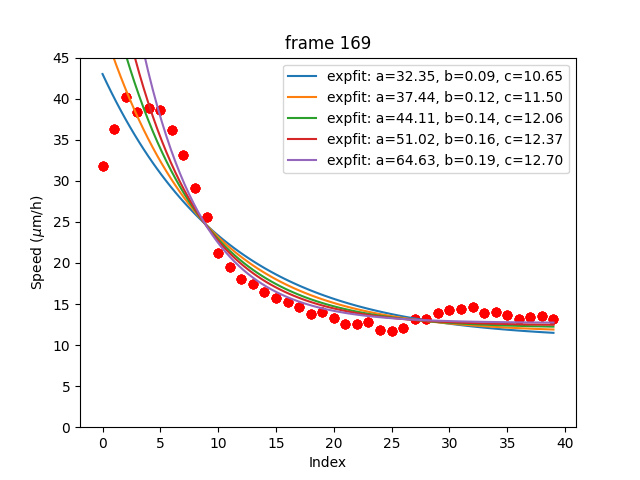 frame 169
expfit: a=32.35, b=0.09, c=10.65
expfit: a=37.44, b=0.12, c=11.50
expfit: a=44.11, b=0.14, c=12.06
expfit: a=51.02, b=0.16, c=12.37
expfit: a=64.63, b=0.19, c=12.70
45
40
35
30
25
20
15
10
5
0
Speed (μm/h)
0 5 10 15 20 25 30 35 40
Index